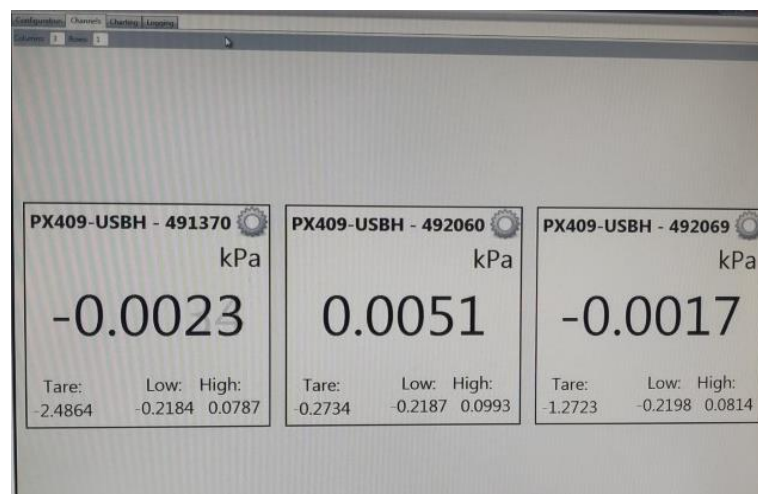 Configuration Channels Charting Logging
Columns: 3 Rows: 1
PX409-USBH - 491370
kPa
-0.0023
Tare: Low: High:
-2.4864 -0.2184 0.0787
PX409-USBH - 492060
kPa
0.0051
Tare: Low: High:
-0.2734 -0.2187 0.0993
PX409-USBH - 492069
kPa
-0.0017
Tare: Low: High:
-1.2723 -0.2198 0.0814